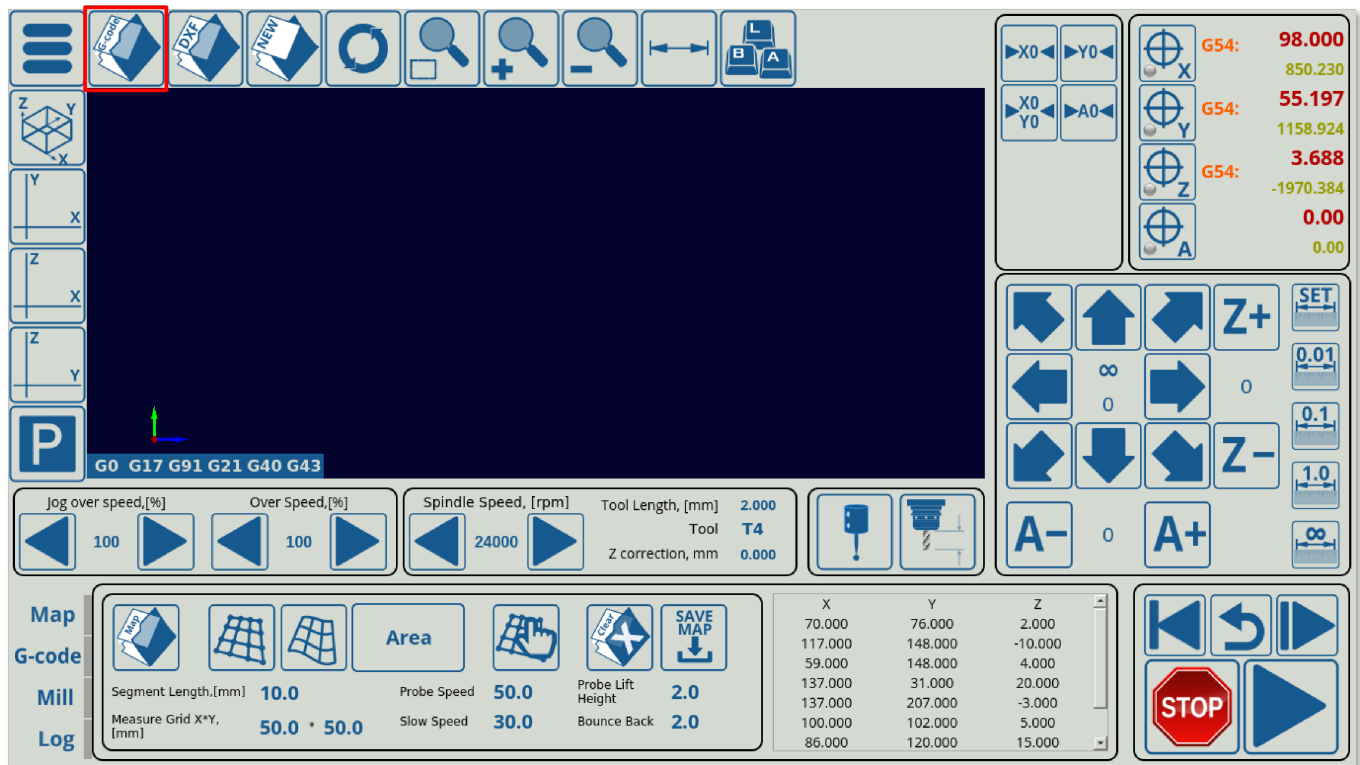 G-code
DXF
NEW
L
B A
X0 Y0
X0 Y0 A0
X G54: 98.000
850.230
Y G54: 55.197
1158.924
Z G54: 3.688
-1970.384
A 0.00
0.00
Z Y X
Y X
Z X
Z Y
P
G0 G17 G91 G21 G40 G43
Z+ SET
∞ 0 0 0.01
0.1
Z- 1.0
A- 0 A+ ∞
Jog over speed,[%] Over Speed,[%]
100 100
Spindle Speed, [rpm]
24000
Tool Length, [mm] 2.000
Tool T4
Z correction, mm 0.000
Map
G-code
Mill
Log
Map Area Clear SAVE MAP
Segment Length,[mm] 10.0 Probe Speed 50.0 Probe Lift Height 2.0
Measure Grid X*Y, [mm] 50.0 * 50.0 Slow Speed 30.0 Bounce Back 2.0
X Y Z
70.000 76.000 2.000
117.000 148.000 -10.000
59.000 148.000 4.000
137.000 31.000 20.000
137.000 207.000 -3.000
100.000 102.000 5.000
86.000 120.000 15.000
STOP